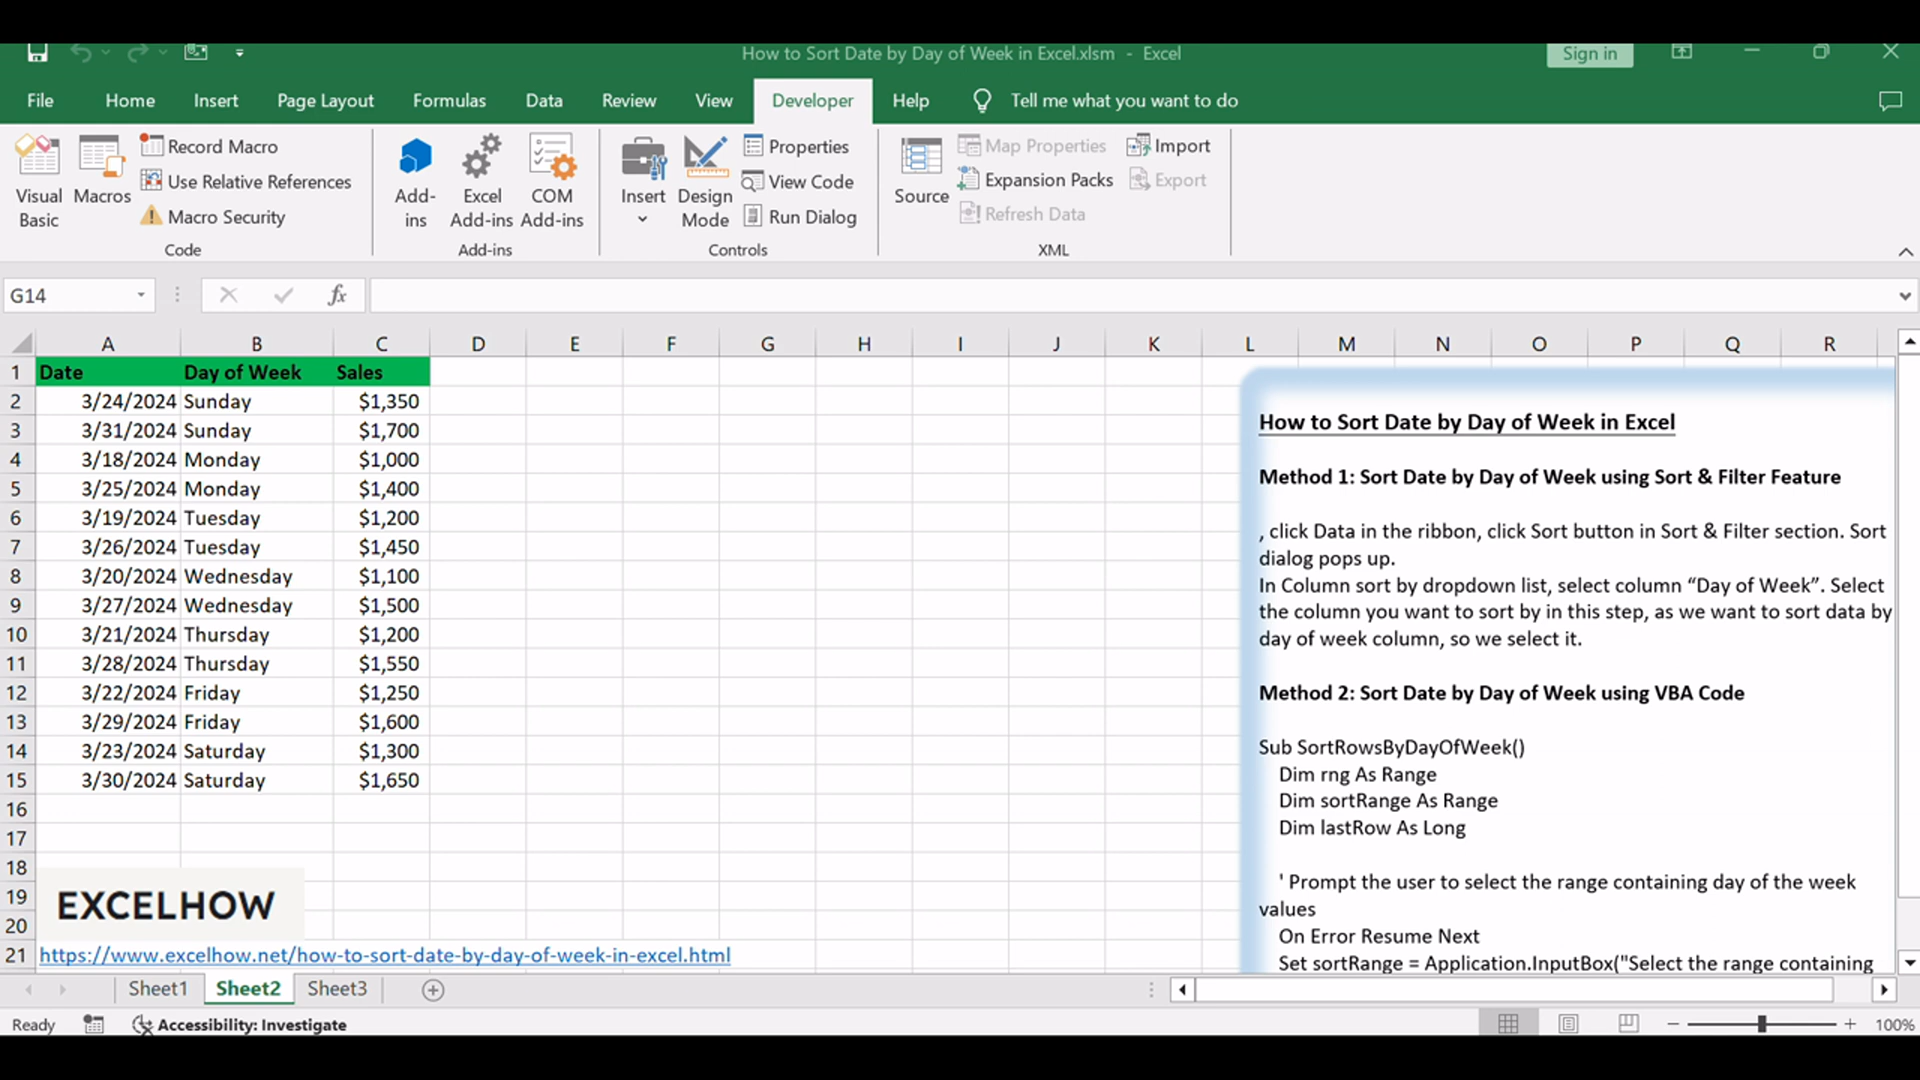 How to Sort Date by Day of Week in Excel.xlsm - Excel
Sign in
File Home Insert Page Layout Formulas Data Review View Developer Help Tell me what you want to do
Visual Basic
Macros
Record Macro
Use Relative References
Macro Security
Code
Add-ins
Excel Add-ins
COM Add-ins
Add-ins
Insert
Design Mode
Properties
View Code
Run Dialog
Controls
Source
Map Properties
Expansion Packs
Refresh Data
Import
Export
XML
G14
fx
A B C D E F G H I J K L M N O P Q R
1 Date Day of Week Sales
2 3/24/2024 Sunday $1,350
3 3/31/2024 Sunday $1,700
4 3/18/2024 Monday $1,000
5 3/25/2024 Monday $1,400
6 3/19/2024 Tuesday $1,200
7 3/26/2024 Tuesday $1,450
8 3/20/2024 Wednesday $1,100
9 3/27/2024 Wednesday $1,500
10 3/21/2024 Thursday $1,200
11 3/28/2024 Thursday $1,550
12 3/22/2024 Friday $1,250
13 3/29/2024 Friday $1,600
14 3/23/2024 Saturday $1,300
15 3/30/2024 Saturday $1,650
16
17
18
19
20
21
EXCELHOW
https://www.excelhow.net/how-to-sort-date-by-day-of-week-in-excel.html
How to Sort Date by Day of Week in Excel
Method 1: Sort Date by Day of Week using Sort & Filter Feature
, click Data in the ribbon, click Sort button in Sort & Filter section. Sort
dialog pops up.
In Column sort by dropdown list, select column “Day of Week”. Select
the column you want to sort by in this step, as we want to sort data by
day of week column, so we select it.
Method 2: Sort Date by Day of Week using VBA Code
Sub SortRowsByDayOfWeek()
Dim rng As Range
Dim sortRange As Range
Dim lastRow As Long
' Prompt the user to select the range containing day of the week
values
On Error Resume Next
Set sortRange = Application.InputBox("Select the range containing
Sheet1 Sheet2 Sheet3
Ready
Accessibility: Investigate
100%